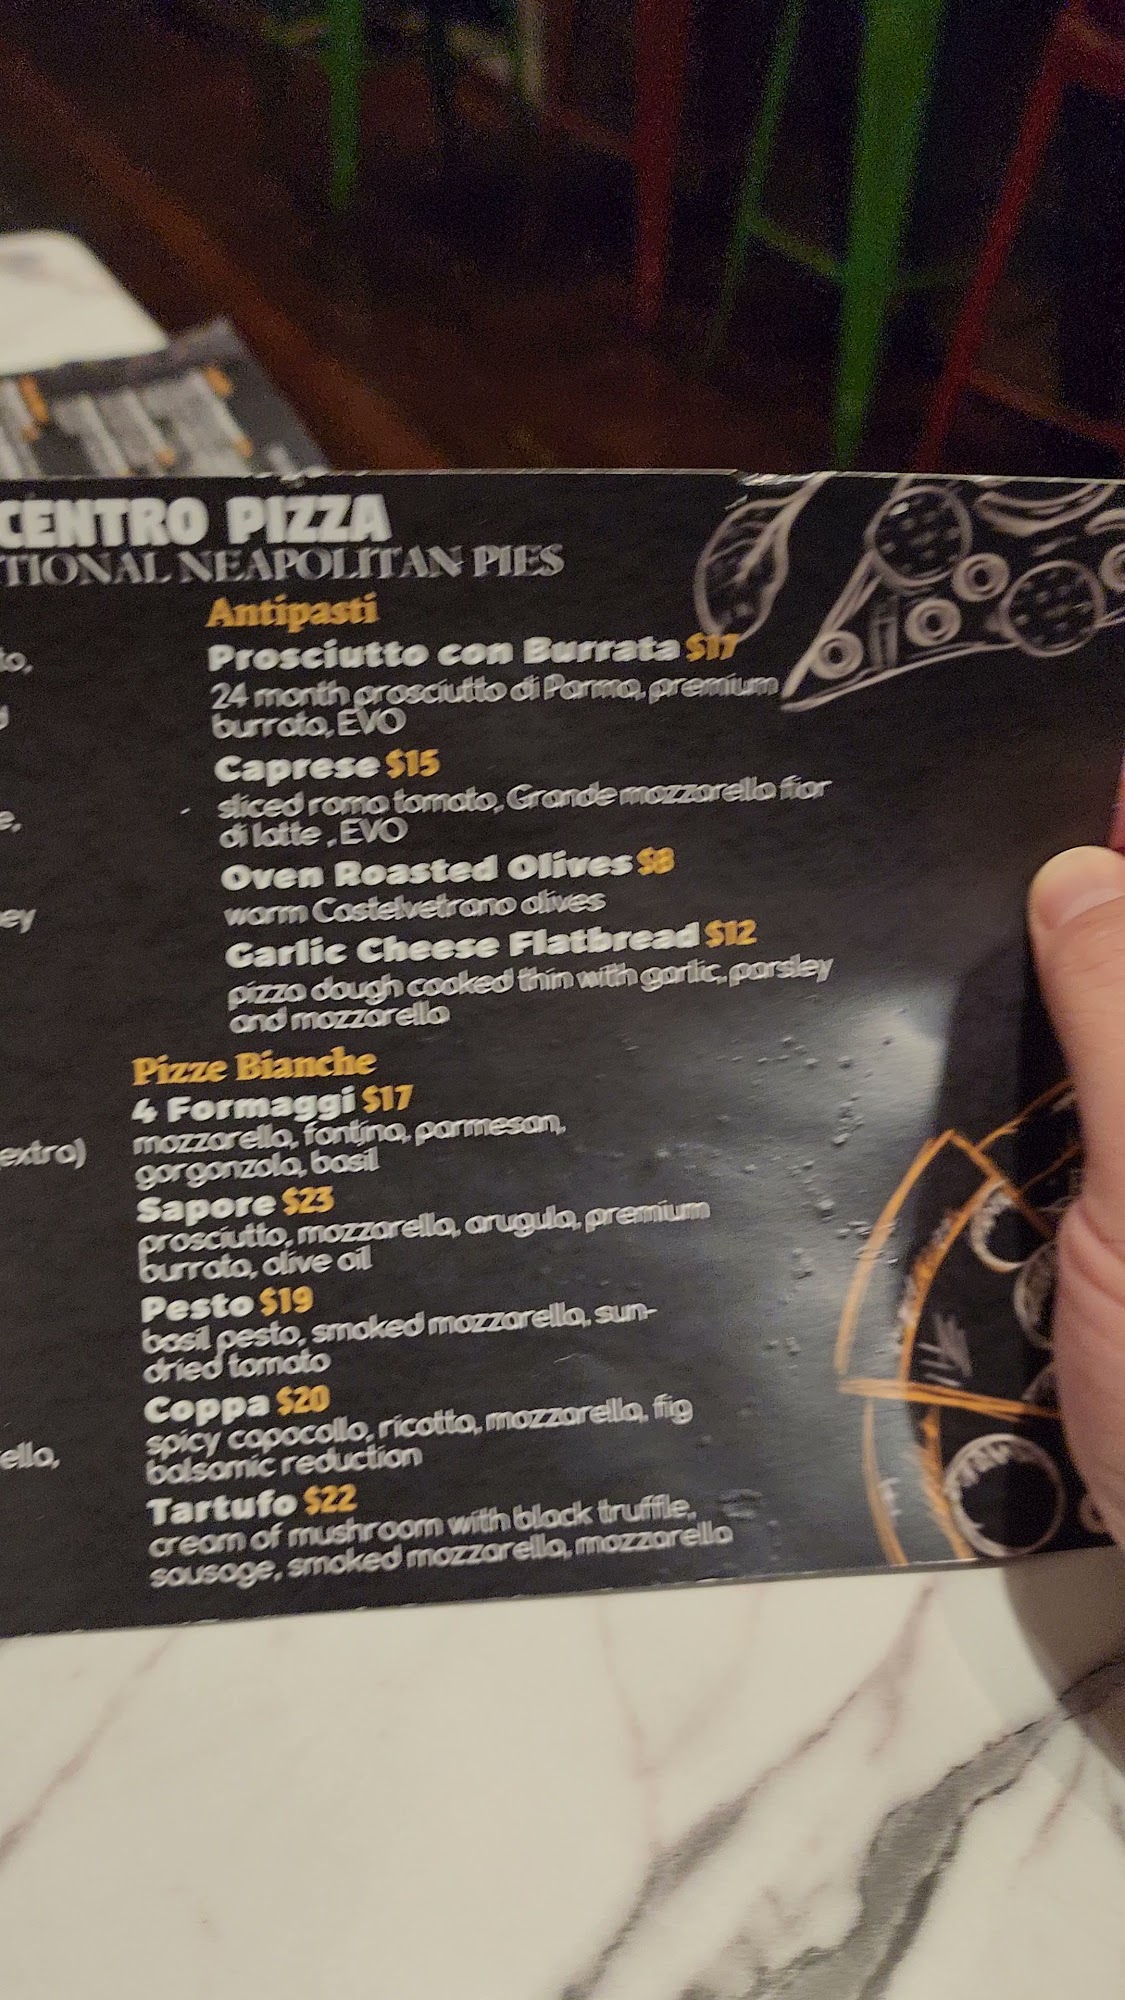 CENTRO PIZZA
TIONAL NEAPOLITAN PIES
Antipasti
Prosciutto con Burrata $17
24 month prosciutto di Parma, premium
burrata, EVO
Caprese $15
sliced roma tomato, Grande mozzarella fior
di latte , EVO
Oven Roasted Olives $8
warm Castelvetrano olives
Garlic Cheese Flatbread $12
pizza dough cooked thin with garlic, parsley
and mozzarella
Pizze Bianche
4 Formaggi $17
mozzarella, fontina, parmesan,
gorgonzola, basil
Sapore $23
prosciutto, mozzarella, arugula, premium
burrata, olive oil
Pesto $19
basil pesto, smoked mozzarella, sun-
dried tomato
Coppa $20
spicy capocollo, ricotta, mozzarella, fig
balsamic reduction
Tartufo $22
cream of mushroom with black truffle,
sausage, smoked mozzarella, mozzarella
to,
e,
ey
extra)
ella,